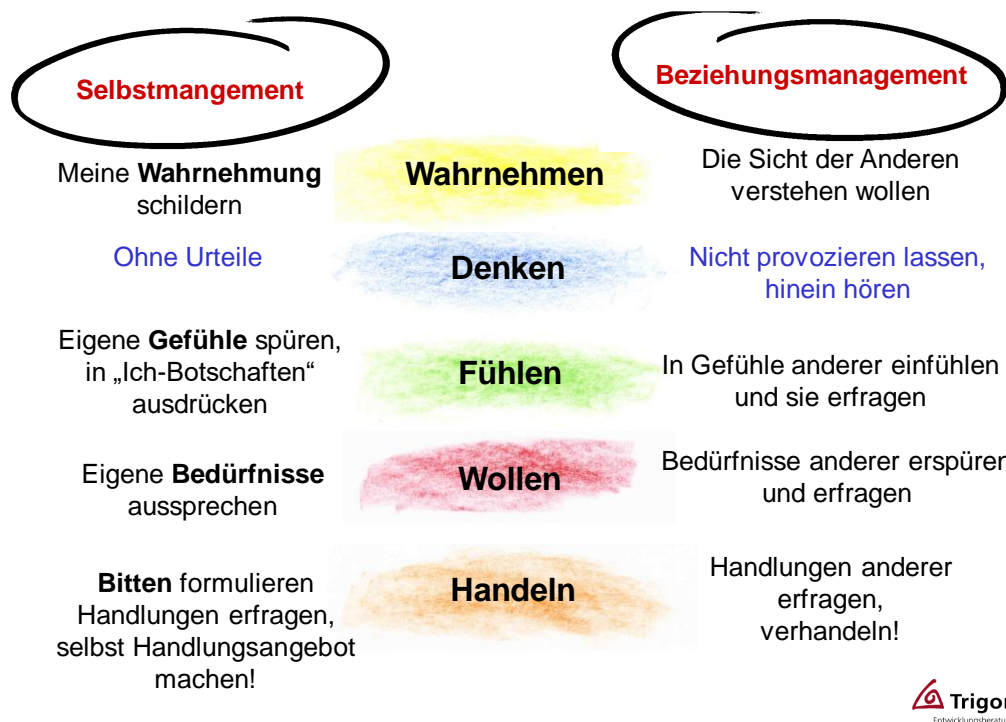 Selbstmangement
Beziehungsmanagement
Meine Wahrnehmung
schildern
Wahrnehmen
Die Sicht der Anderen
verstehen wollen
Ohne Urteile
Denken
Nicht provozieren lassen,
hinein hören
Eigene Gefühle spüren,
in „Ich-Botschaften“
ausdrücken
Fühlen
In Gefühle anderer einfühlen
und sie erfragen
Eigene Bedürfnisse
aussprechen
Wollen
Bedürfnisse anderer erspüren
und erfragen
Bitten formulieren
Handlungen erfragen,
selbst Handlungsangebot
machen!
Handeln
Handlungen anderer
erfragen,
verhandeln!
Trigon
Entwicklungsberatu